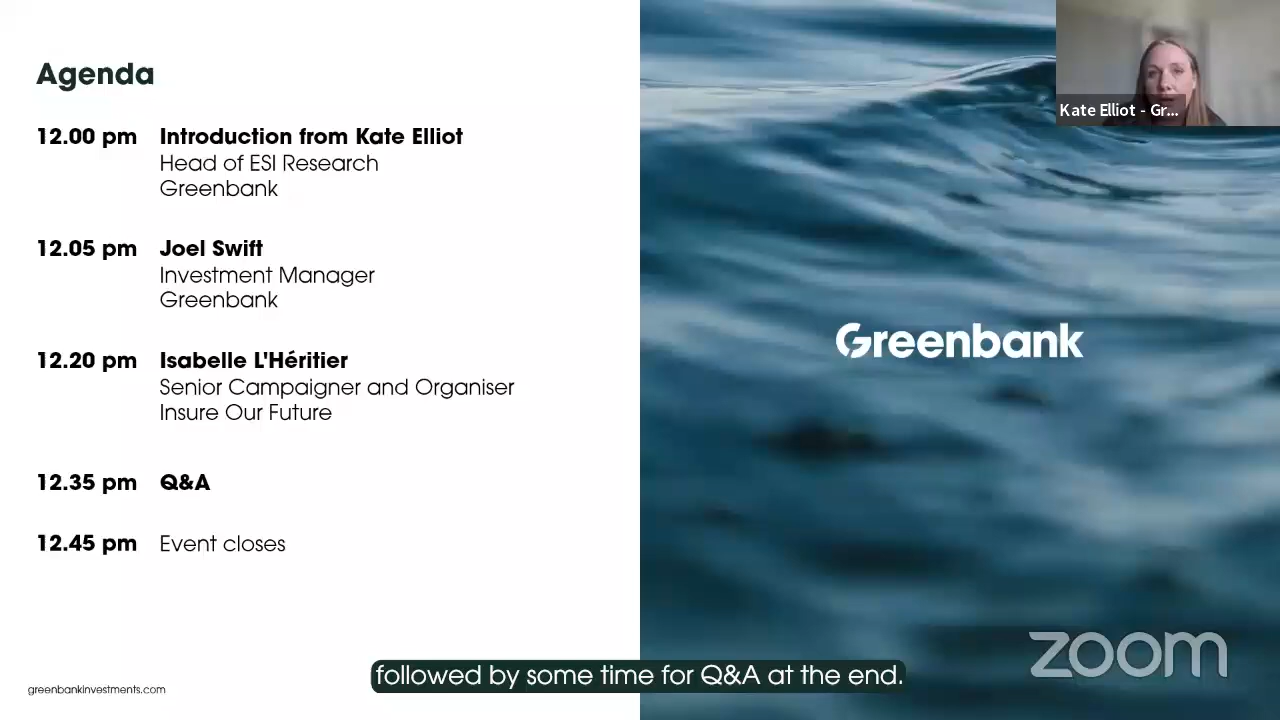 Agenda
12.00 pm Introduction from Kate Elliot
Head of ESI Research
Greenbank
12.05 pm Joel Swift
Investment Manager
Greenbank
12.20 pm Isabelle L'Héritier
Senior Campaigner and Organiser
Insure Our Future
12.35 pm Q&A
12.45 pm Event closes
greenbankinvestments.com
Kate Elliot - Gr...
Greenbank
zoom
followed by some time for Q&A at the end.